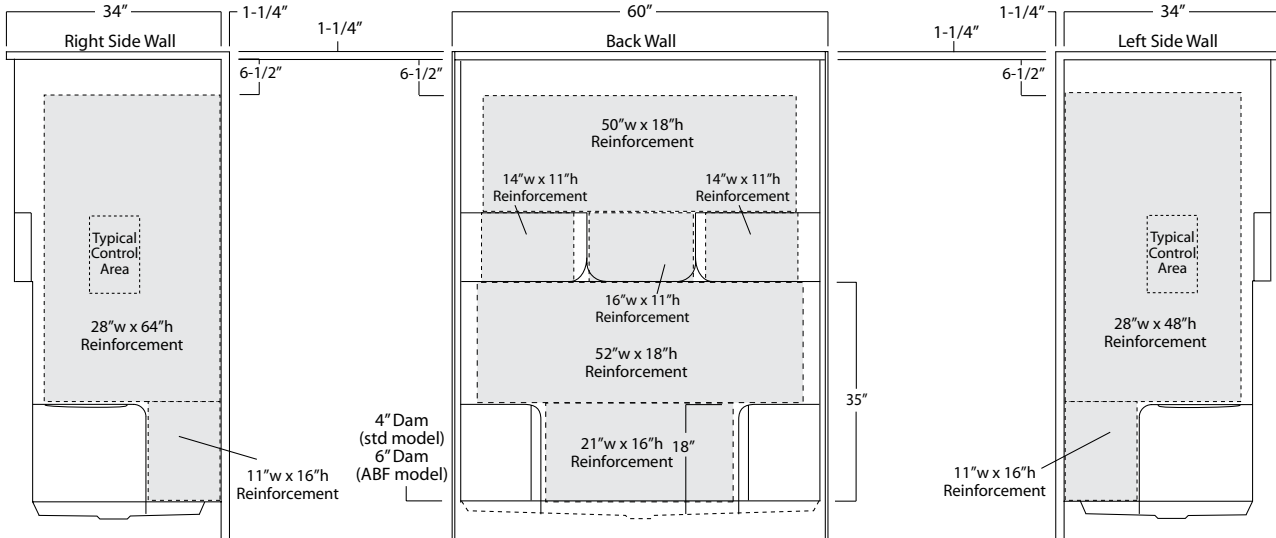 34”
1-1/4”
60”
1-1/4”
34”
Right Side Wall
1-1/4”
Back Wall
1-1/4”
Left Side Wall
6-1/2”
6-1/2”
6-1/2”
50”w x 18”h
Reinforcement
14”w x 11”h
Reinforcement
14”w x 11”h
Reinforcement
Typical
Control
Area
Typical
Control
Area
16”w x 11”h
Reinforcement
28”w x 64”h
Reinforcement
28”w x 48”h
Reinforcement
52”w x 18”h
Reinforcement
35”
4” Dam
(std model)
6” Dam
(ABF model)
21”w x 16”h
Reinforcement
18”
11”w x 16”h
Reinforcement
11”w x 16”h
Reinforcement